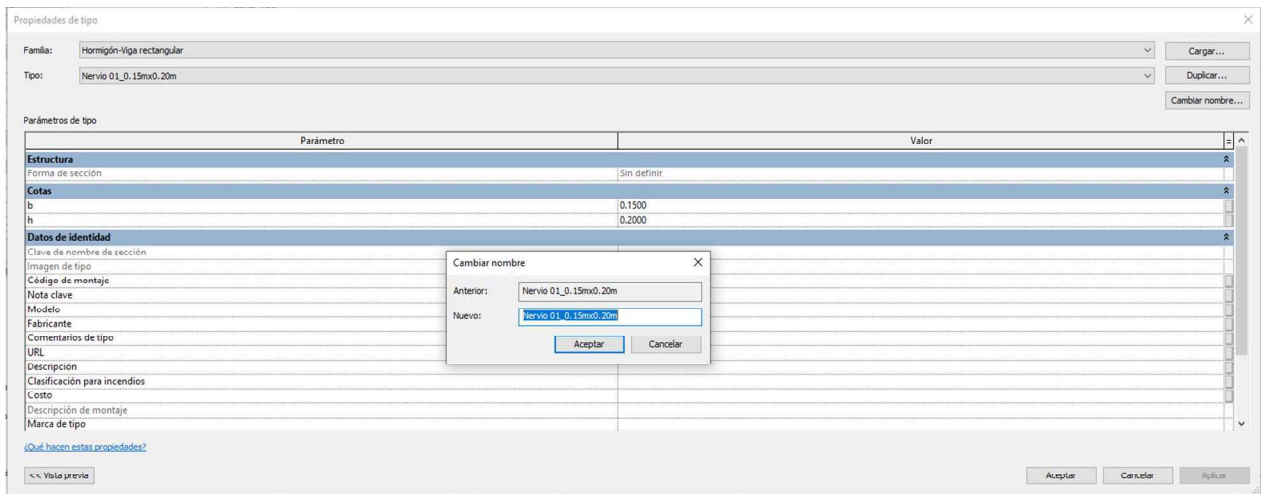 Propiedades de tipo
Familia: Hormigón-Viga rectangular Cargar...
Tipo: Nervio 01_0.15mx0.20m Duplicar...
Cambiar nombre...
Parámetros de tipo
Parámetro Valor =
Estructura
Forma de sección Sin definir
Cotas
b 0.1500
h 0.2000
Datos de identidad
Clave de nombre de sección
Imagen de tipo
Código de montaje
Nota clave
Modelo
Fabricante
Comentarios de tipo
URL
Descripción
Clasificación para incendios
Costo
Descripción de montaje
Marca de tipo
Cambiar nombre
Anterior: Nervio 01_0.15mx0.20m
Nuevo: Nervio 01_0.15mx0.20m
Aceptar Cancelar
¿Qué hacen estas propiedades?
<< Vista previa Aceptar Cancelar Aplicar